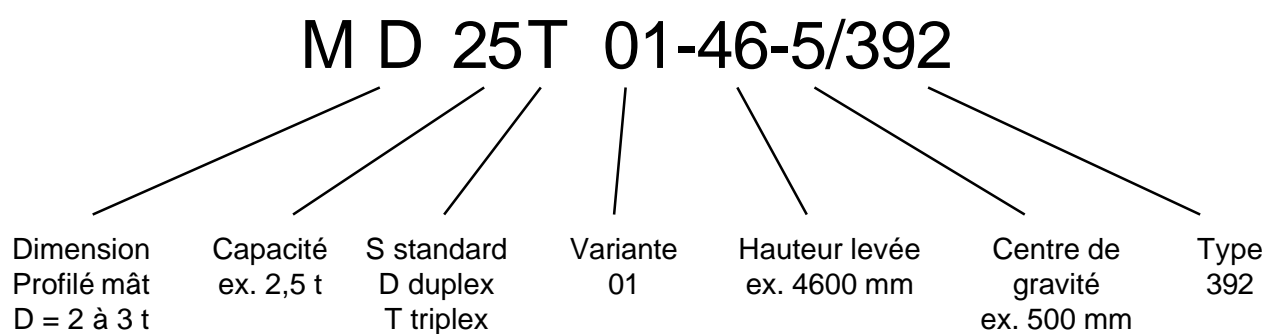 M D 25T 01-46-5/392
Dimension Capacité S standard Variante Hauteur levée Centre de Type
Profilé mât ex. 2,5 t D duplex 01 ex. 4600 mm gravité 392
D = 2 à 3 t T triplex ex. 500 mm